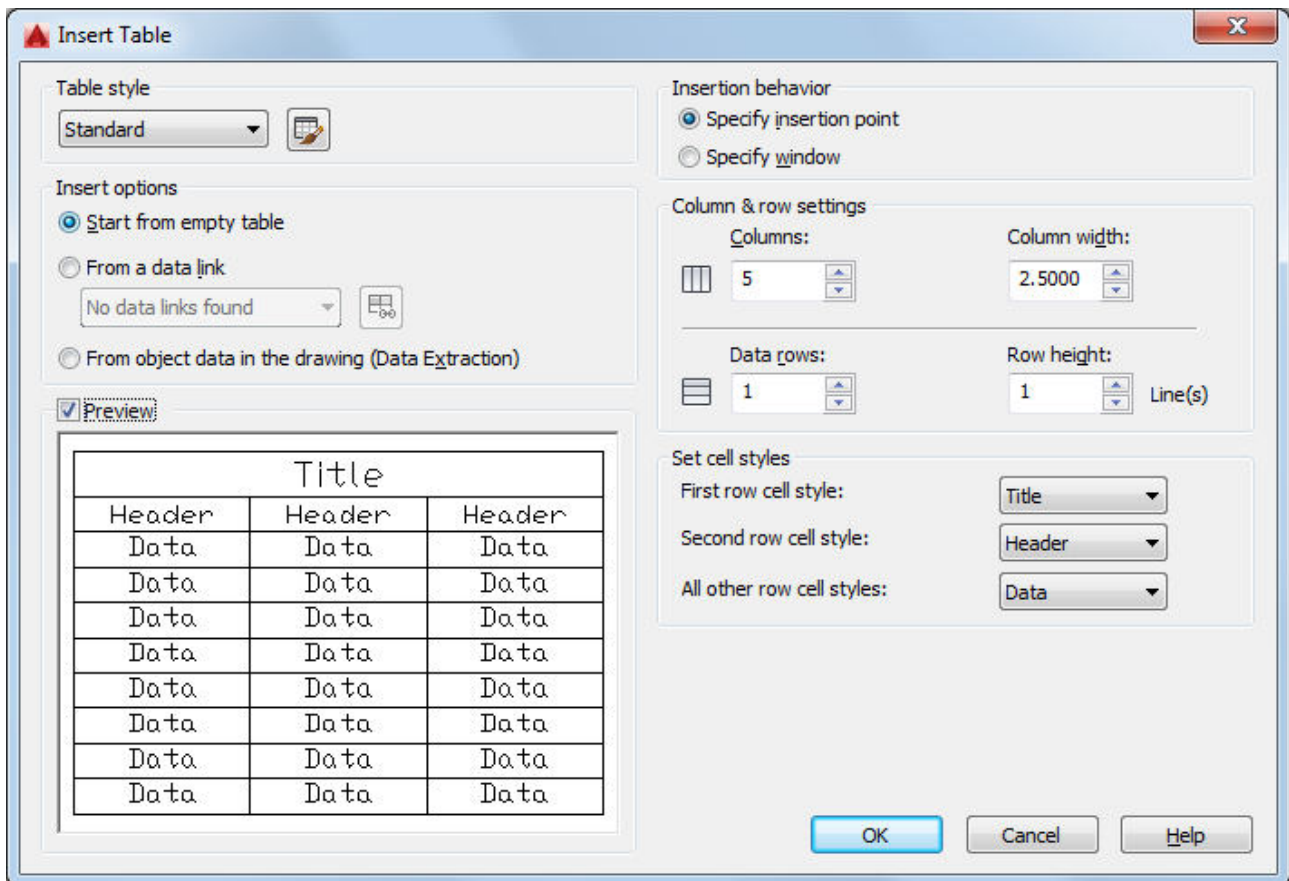 Insert Table
Table style
Standard
Insert options
Start from empty table
From a data link
No data links found
From object data in the drawing (Data Extraction)
Preview
Title
Header Header Header
Data Data Data
Data Data Data
Data Data Data
Data Data Data
Data Data Data
Data Data Data
Data Data Data
Data Data Data
Insertion behavior
Specify insertion point
Specify window
Column & row settings
Columns: Column width:
5 2.5000
Data rows: Row height:
1 1 Line(s)
Set cell styles
First row cell style: Title
Second row cell style: Header
All other row cell styles: Data
OK Cancel Help